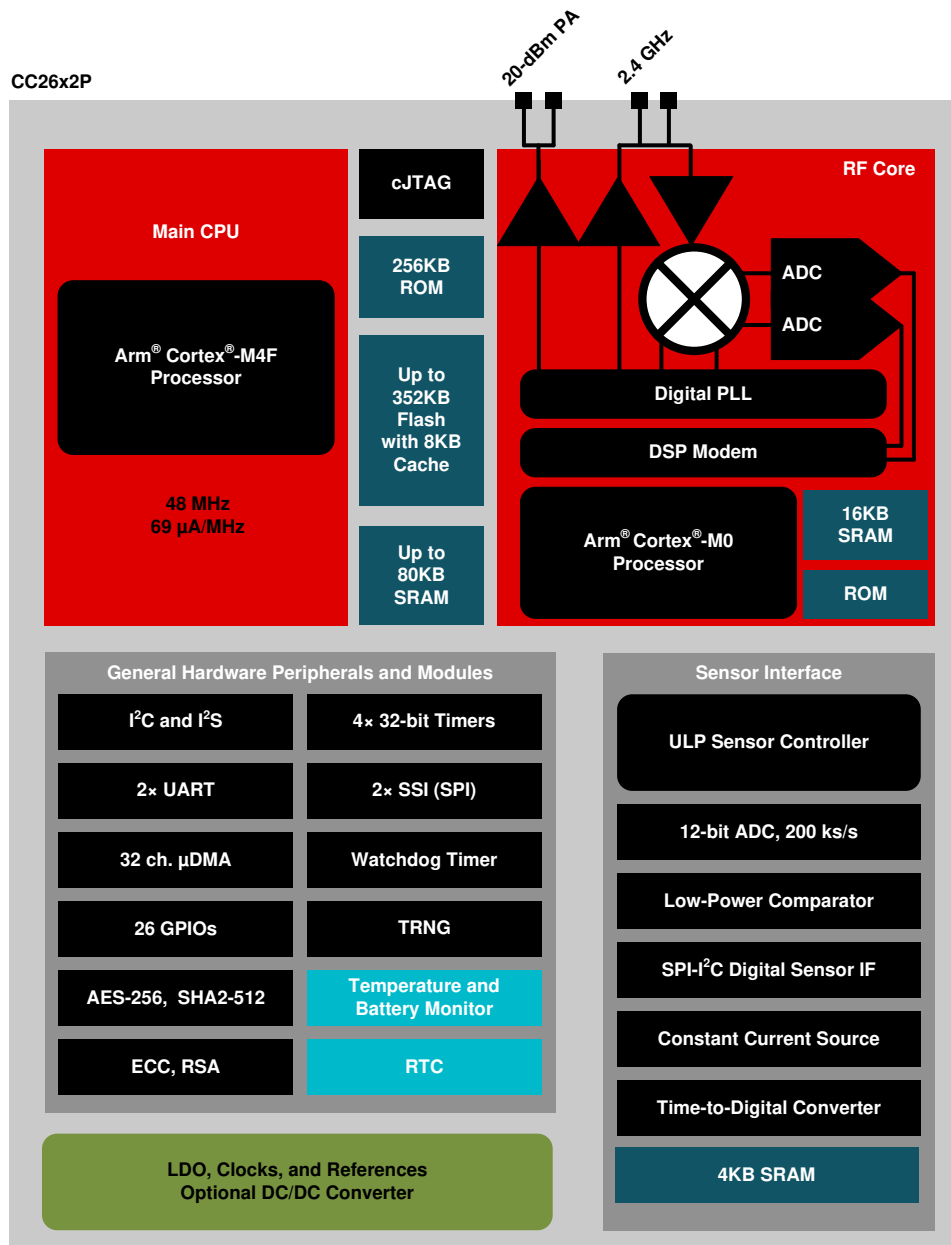 20-dBm PA
2.4 GHz
CC26x2P
Main CPU
Arm® Cortex®-M4F
Processor
48 MHz
69 µA/MHz
cJTAG
256KB
ROM
Up to
352KB
Flash
with 8KB
Cache
Up to
80KB
SRAM
RF Core
ADC
ADC
Digital PLL
DSP Modem
Arm® Cortex®-M0
Processor
16KB
SRAM
ROM
General Hardware Peripherals and Modules
I²C and I²S
4× 32-bit Timers
2× UART
2× SSI (SPI)
32 ch. µDMA
Watchdog Timer
26 GPIOs
TRNG
AES-256, SHA2-512
Temperature and
Battery Monitor
ECC, RSA
RTC
LDO, Clocks, and References
Optional DC/DC Converter
Sensor Interface
ULP Sensor Controller
12-bit ADC, 200 ks/s
Low-Power Comparator
SPI-I²C Digital Sensor IF
Constant Current Source
Time-to-Digital Converter
4KB SRAM